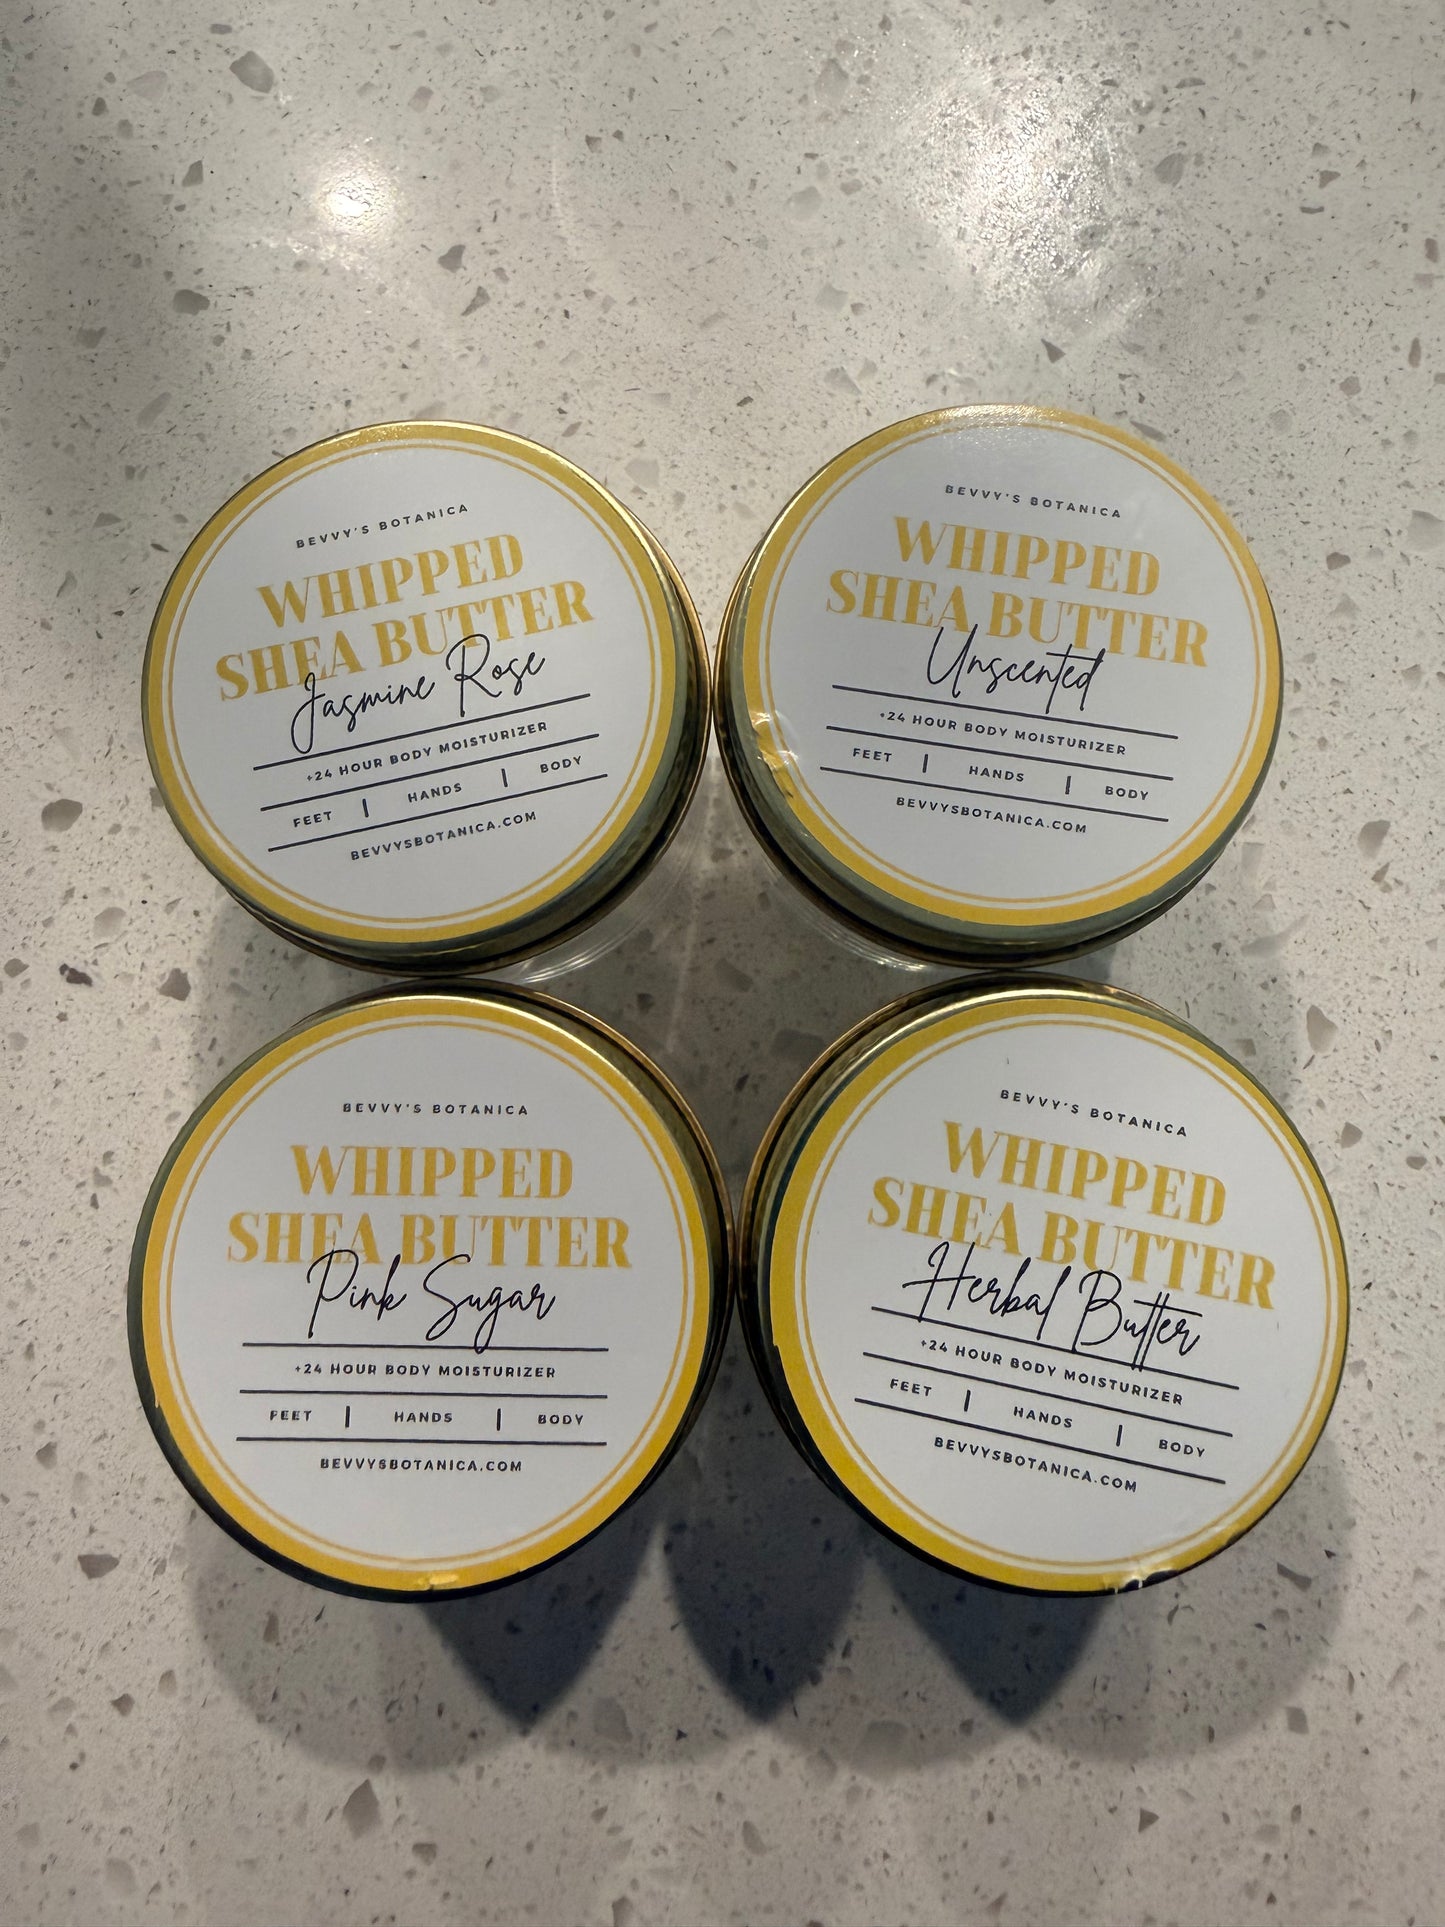 BEVVY'S BOTANICA
WHIPPED
SHEA BUTTER
Jasmine Rose
+24 HOUR BODY MOISTURIZER
FEET | HANDS | BODY
BEVVYSBOTANICA.COM
BEVVY'S BOTANICA
WHIPPED
SHEA BUTTER
Unscented
+24 HOUR BODY MOISTURIZER
FEET | HANDS | BODY
BEVVYSBOTANICA.COM
BEVVY'S BOTANICA
WHIPPED
SHEA BUTTER
Pink Sugar
+24 HOUR BODY MOISTURIZER
FEET | HANDS | BODY
BEVVYSBOTANICA.COM
BEVVY'S BOTANICA
WHIPPED
SHEA BUTTER
Herbal Butter
+24 HOUR BODY MOISTURIZER
FEET | HANDS | BODY
BEVVYSBOTANICA.COM